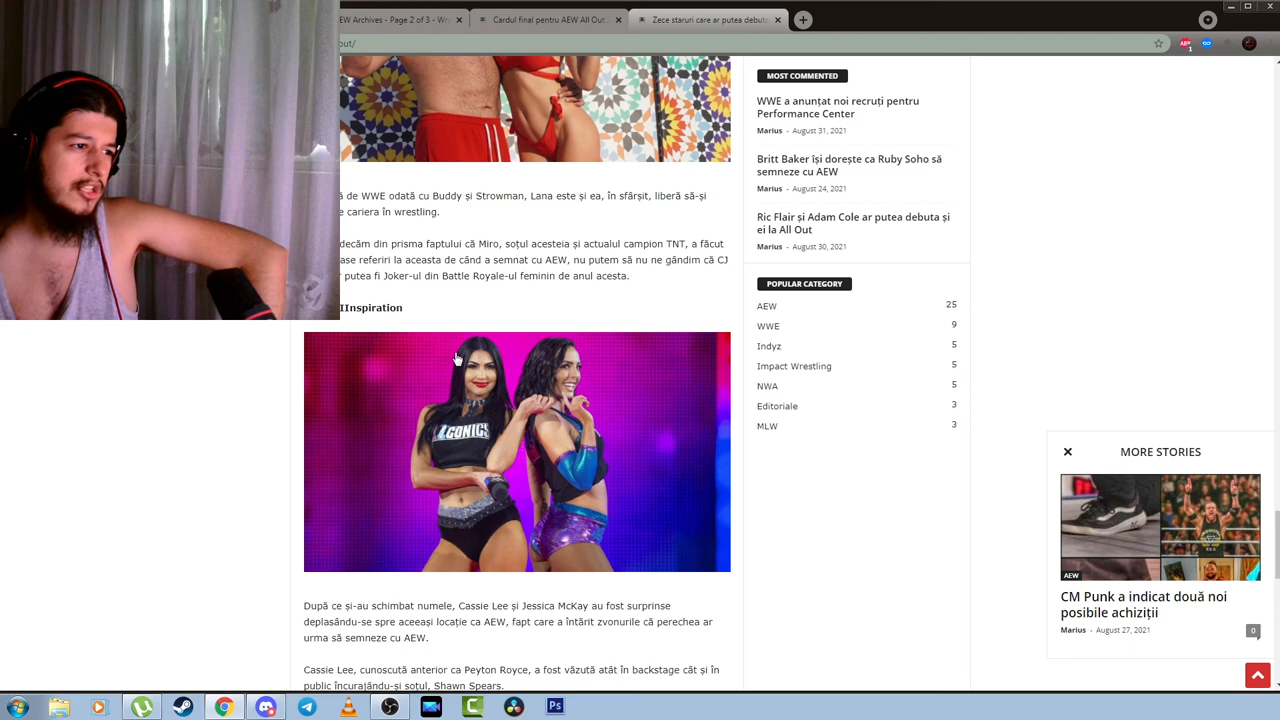 EW Archives - Page 2 of 3 - Wr
Cardul final pentru AEW All Out
Zece staruri care ar putea debuta
out/
ă de WWE odată cu Buddy și Strowman, Lana este și ea, în sfârșit, liberă să-și
e cariera în wrestling.
decăm din prisma faptului că Miro, soțul acesteia și actualul campion TNT, a făcut
ase referiri la aceasta de când a semnat cu AEW, nu putem să nu ne gândim că CJ
putea fi Joker-ul din Battle Royale-ul feminin de anul acesta.
IInspiration
IICONICS
După ce și-au schimbat numele, Cassie Lee și Jessica McKay au fost surprinse
deplasându-se spre aceeași locație ca AEW, fapt care a întărit zvonurile că perechea ar
urma să semneze cu AEW.
Cassie Lee, cunoscută anterior ca Peyton Royce, a fost văzută atât în backstage cât și în
public încurajându-și soțul, Shawn Spears.
MOST COMMENTED
WWE a anunțat noi recruți pentru
Performance Center
Marius - August 31, 2021
Britt Baker își dorește ca Ruby Soho să
semneze cu AEW
Marius - August 24, 2021
Ric Flair și Adam Cole ar putea debuta și
ei la All Out
Marius - August 30, 2021
POPULAR CATEGORY
AEW 25
WWE 9
Indyz 5
Impact Wrestling 5
NWA 5
Editoriale 3
MLW 3
MORE STORIES
AEW
CM Punk a indicat două noi
posibile achiziții
Marius - August 27, 2021
0
Ps